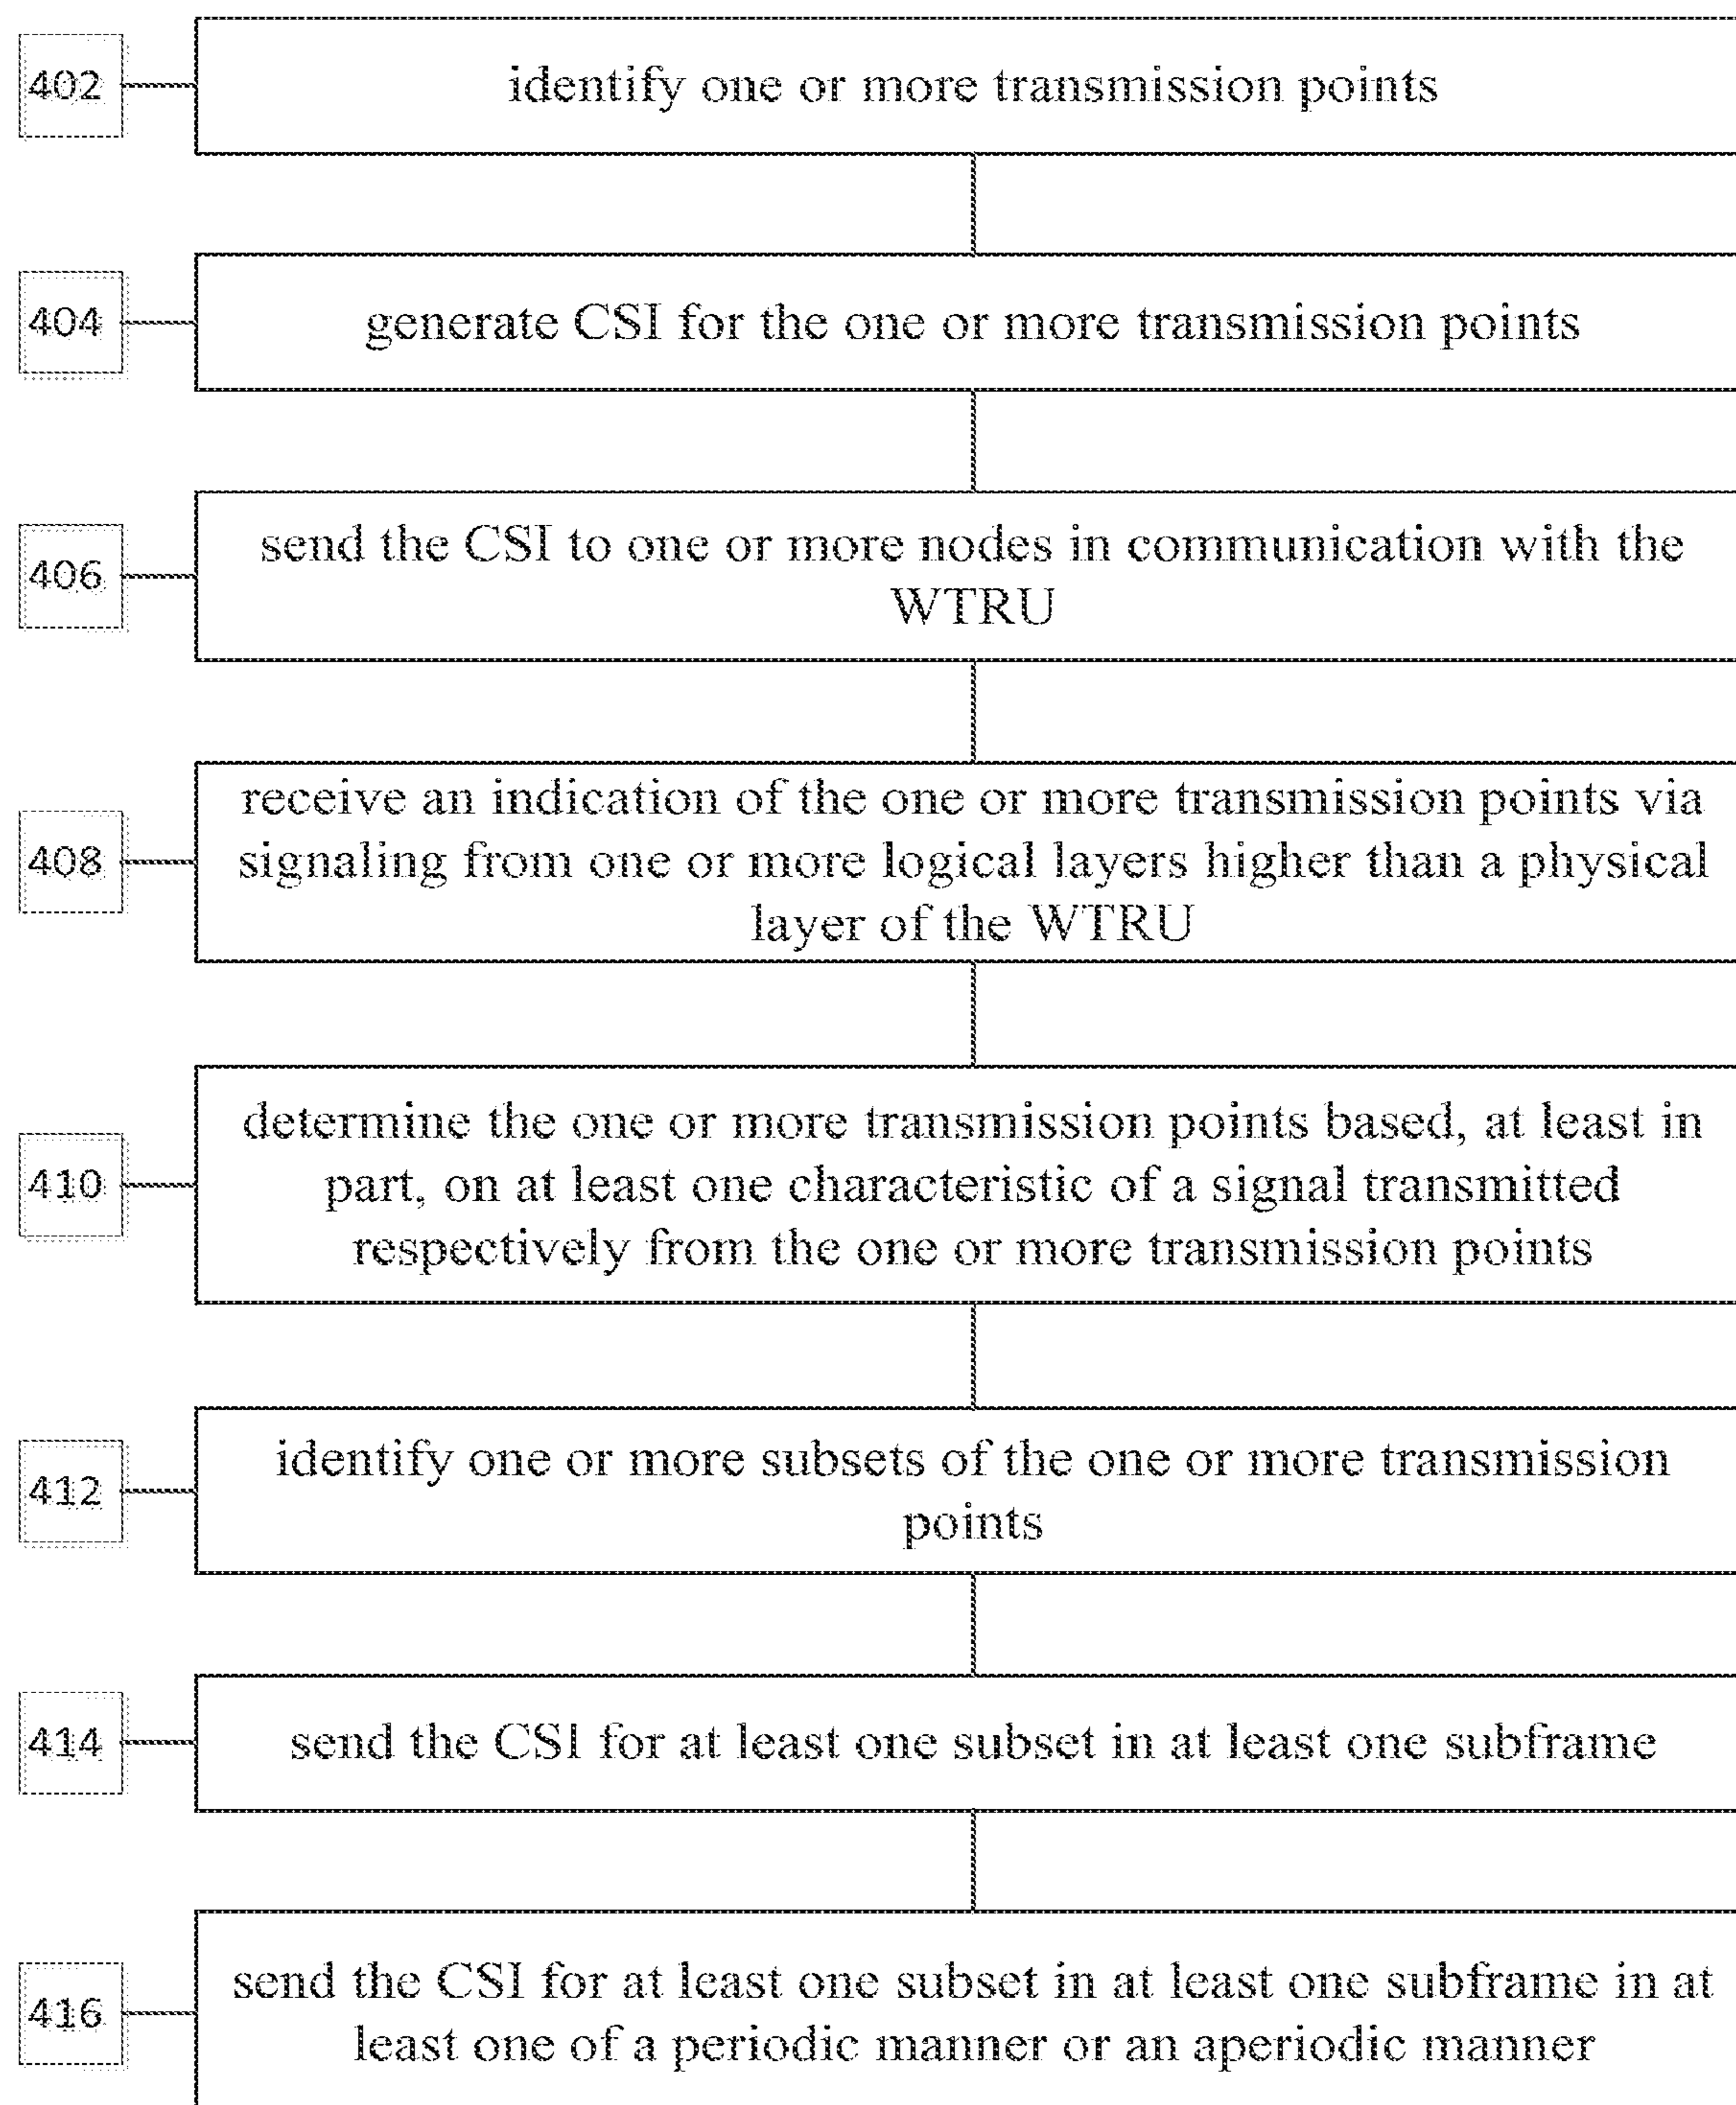 402
identify one or more transmission points
404
generate CSI for the one or more transmission points
406
send the CSI to one or more nodes in communication with the
WTRU
408
receive an indication of the one or more transmission points via
signaling from one or more logical layers higher than a physical
layer of the WTRU
410
determine the one or more transmission points based, at least in
part, on at least one characteristic of a signal transmitted
respectively from the one or more transmission points
412
identify one or more subsets of the one or more transmission
points
414
send the CSI for at least one subset in at least one subframe
416
send the CSI for at least one subset in at least one subframe in at
least one of a periodic manner or an aperiodic manner